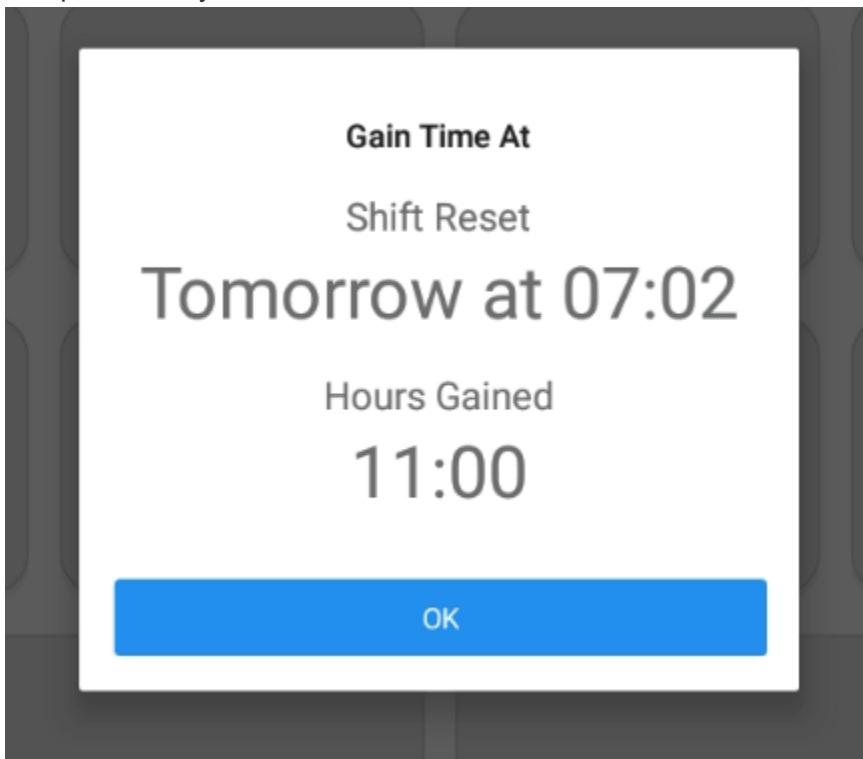 Gain Time At
Shift Reset
Tomorrow at 07:02
Hours Gained
11:00
OK